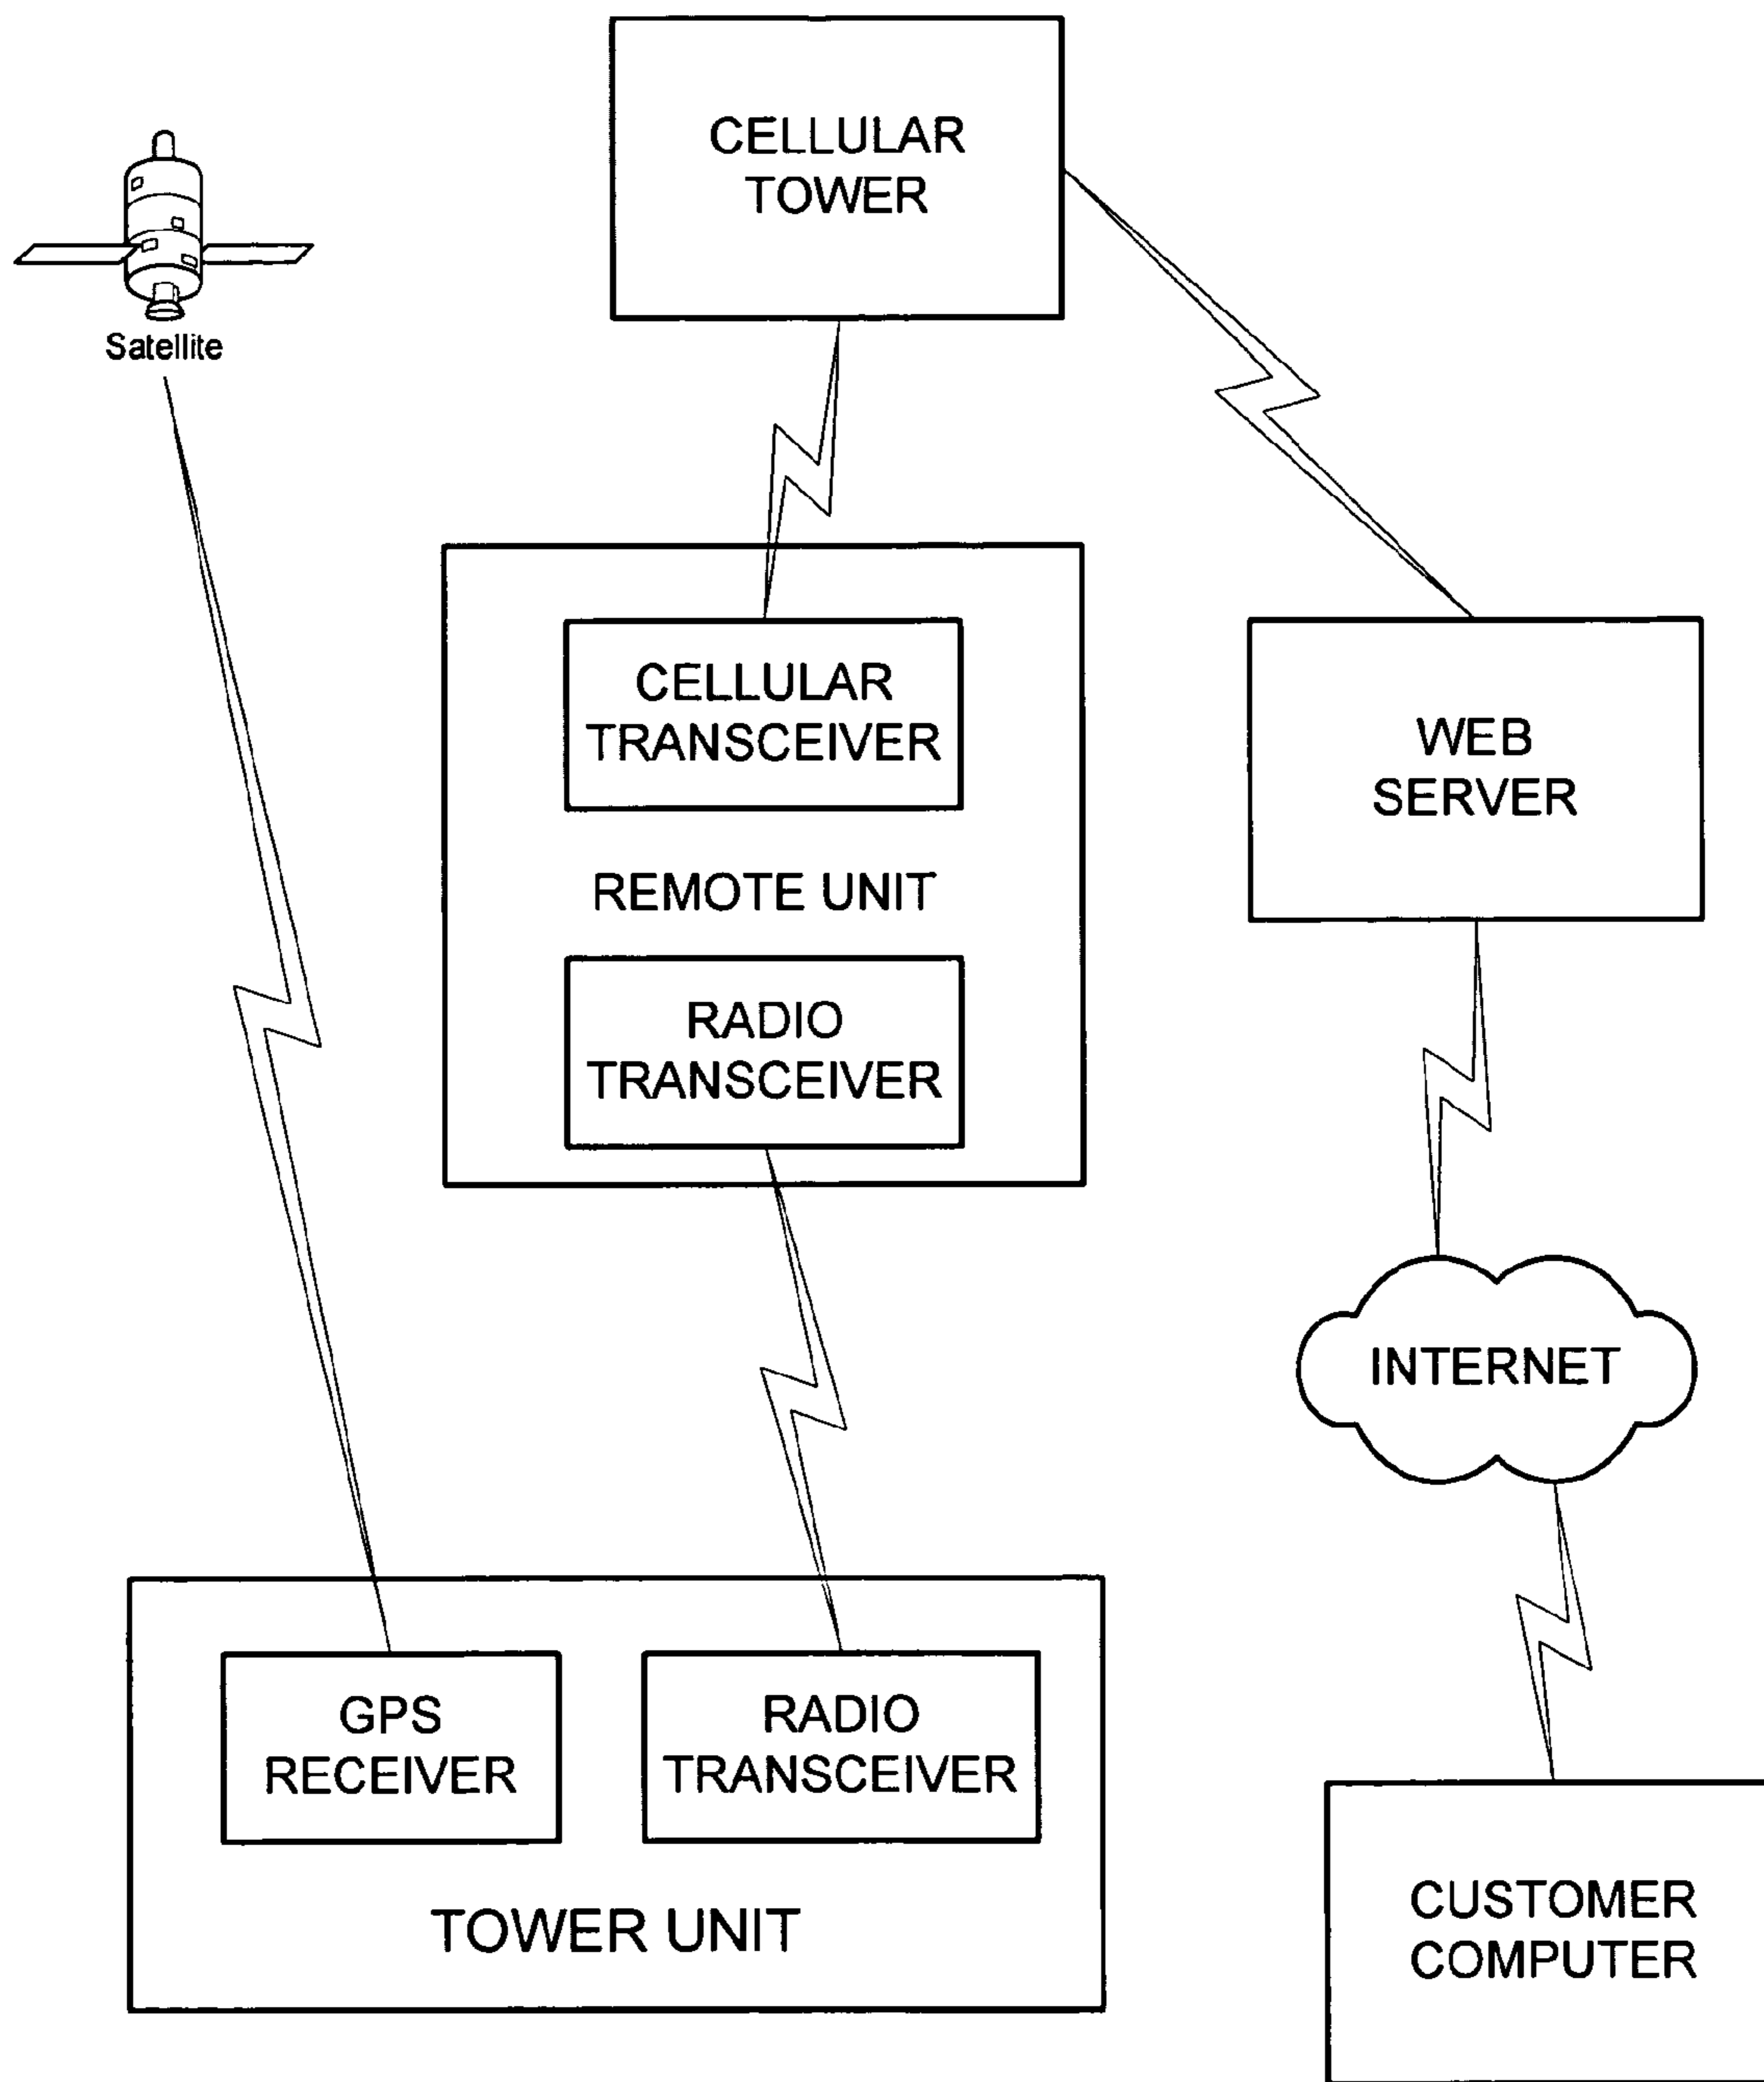 CELLULAR
TOWER
Satellite
CELLULAR
TRANSCEIVER
REMOTE UNIT
RADIO
TRANSCEIVER
WEB
SERVER
INTERNET
GPS
RECEIVER
RADIO
TRANSCEIVER
TOWER UNIT
CUSTOMER
COMPUTER